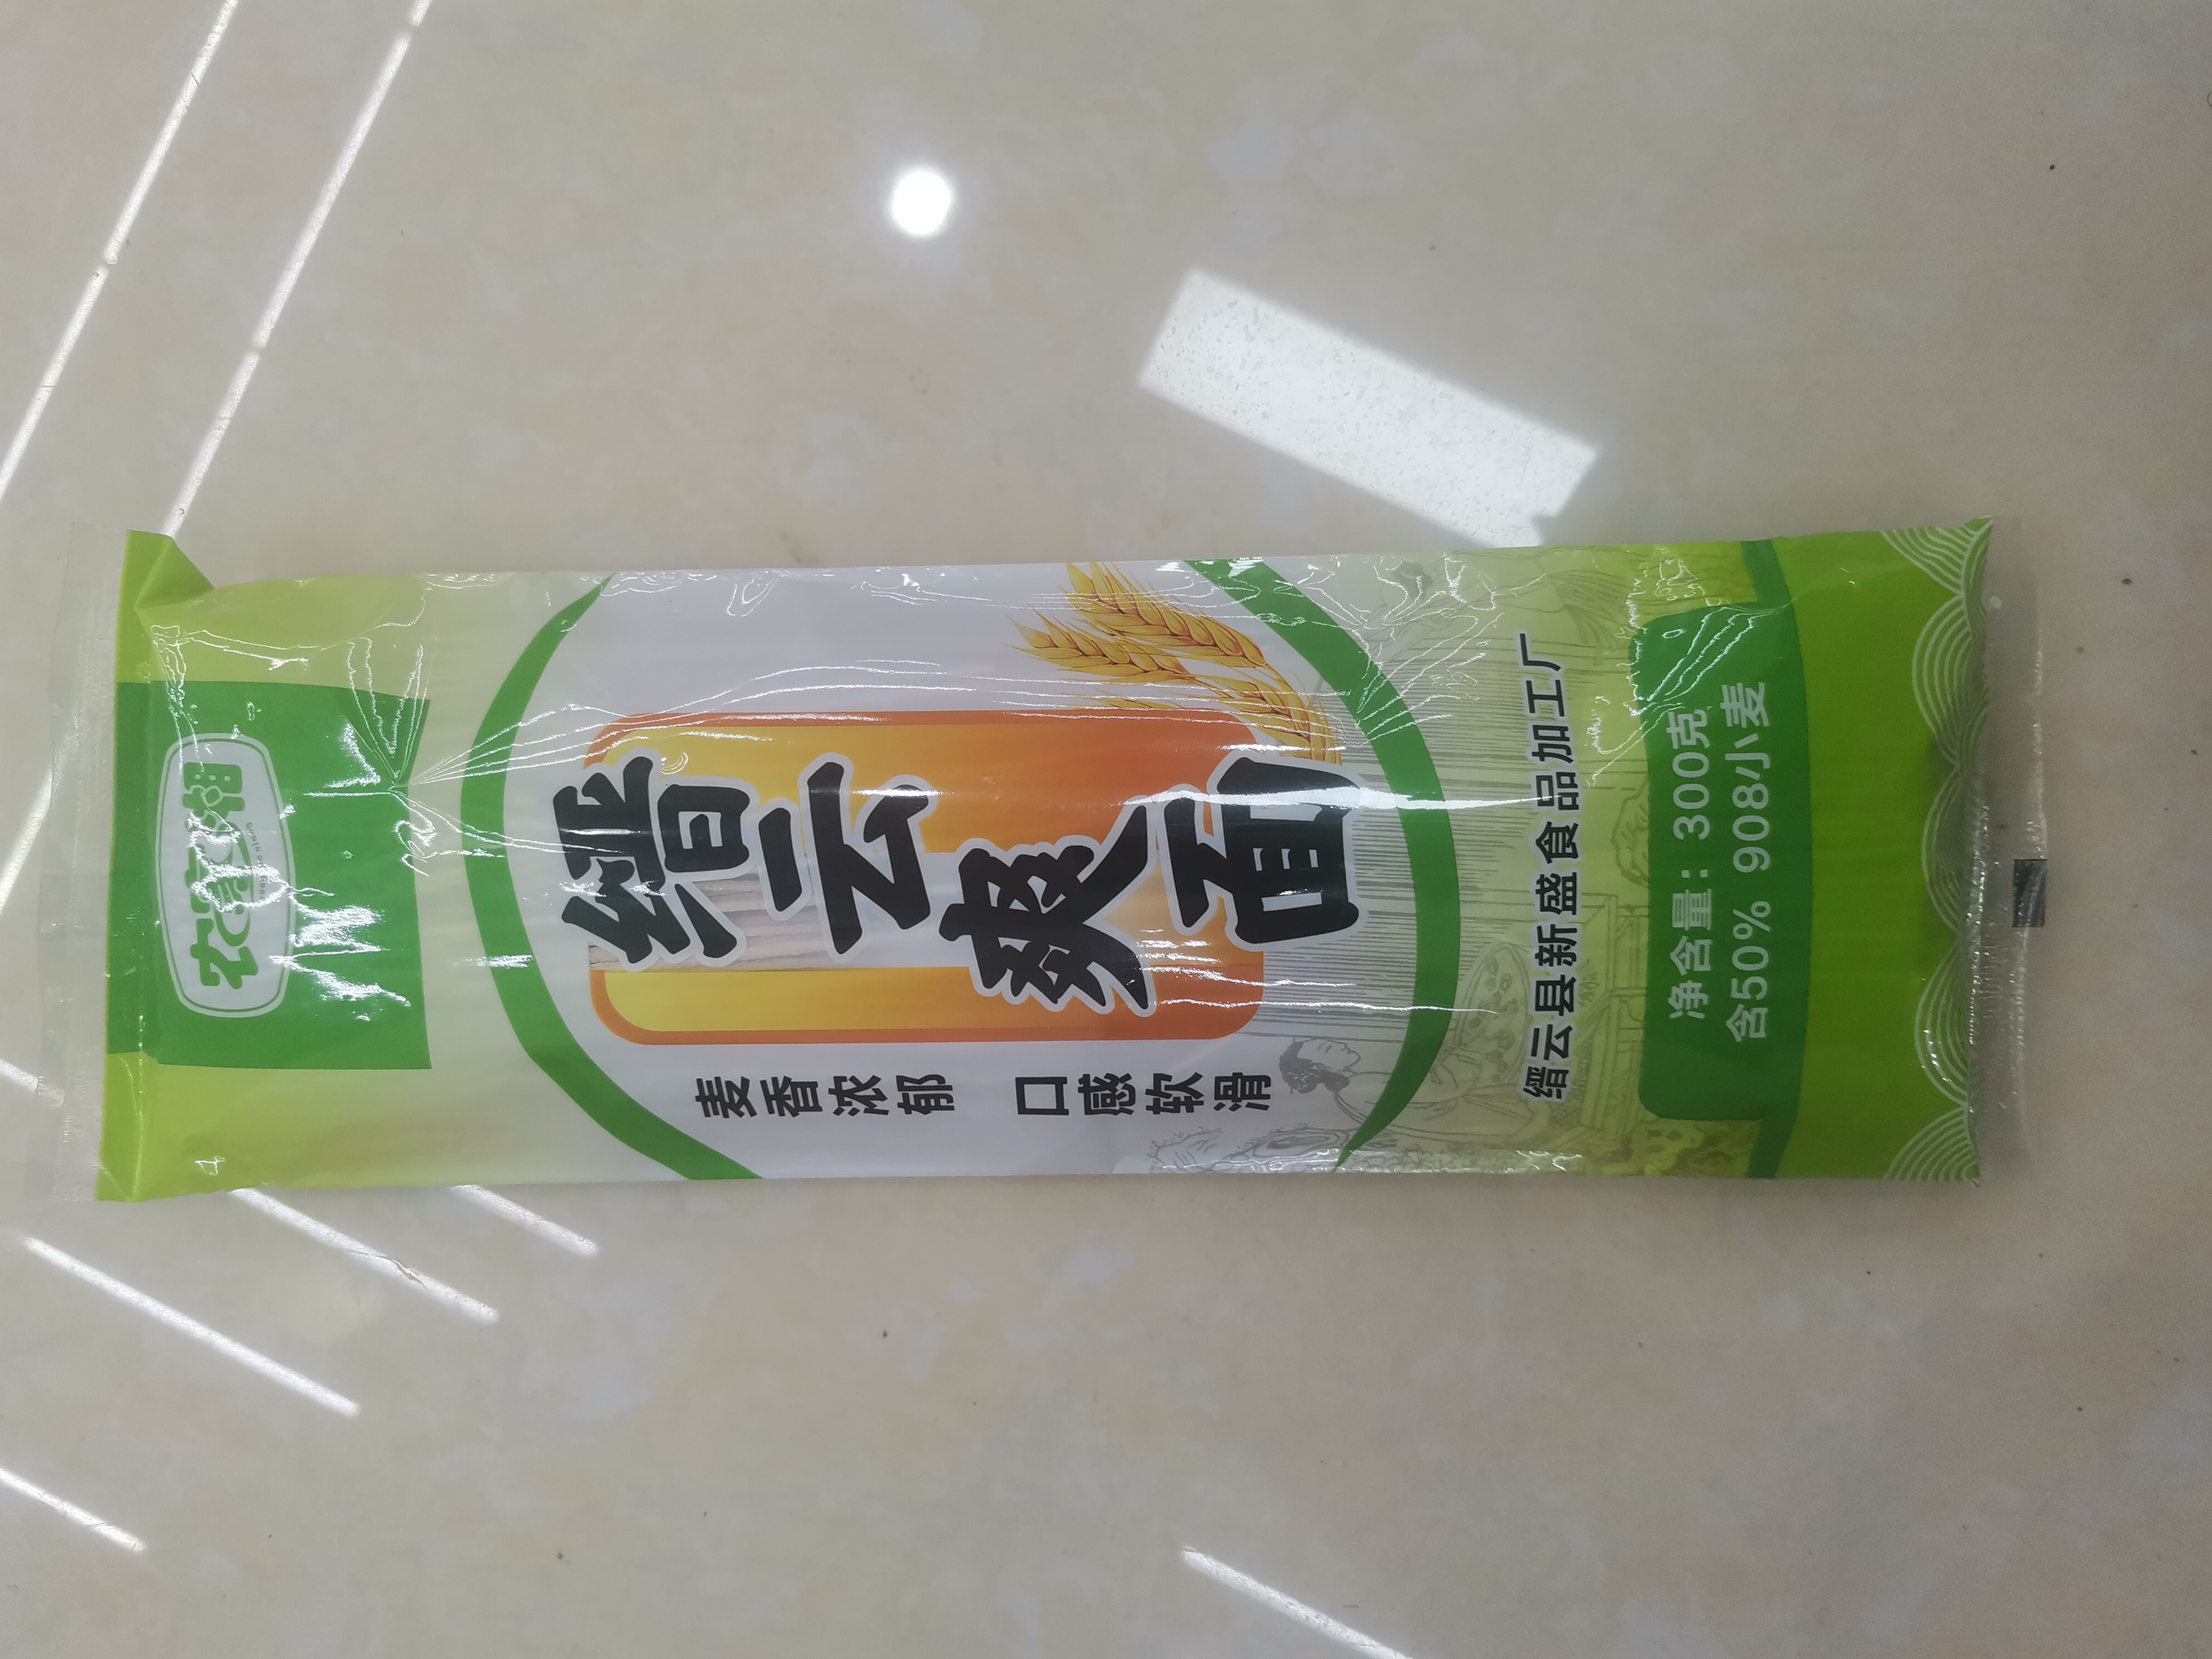 缙云爽面
麦香浓郁 口感软滑
缙云县新盛食品加工厂
净含量：300克
含50% 908小麦